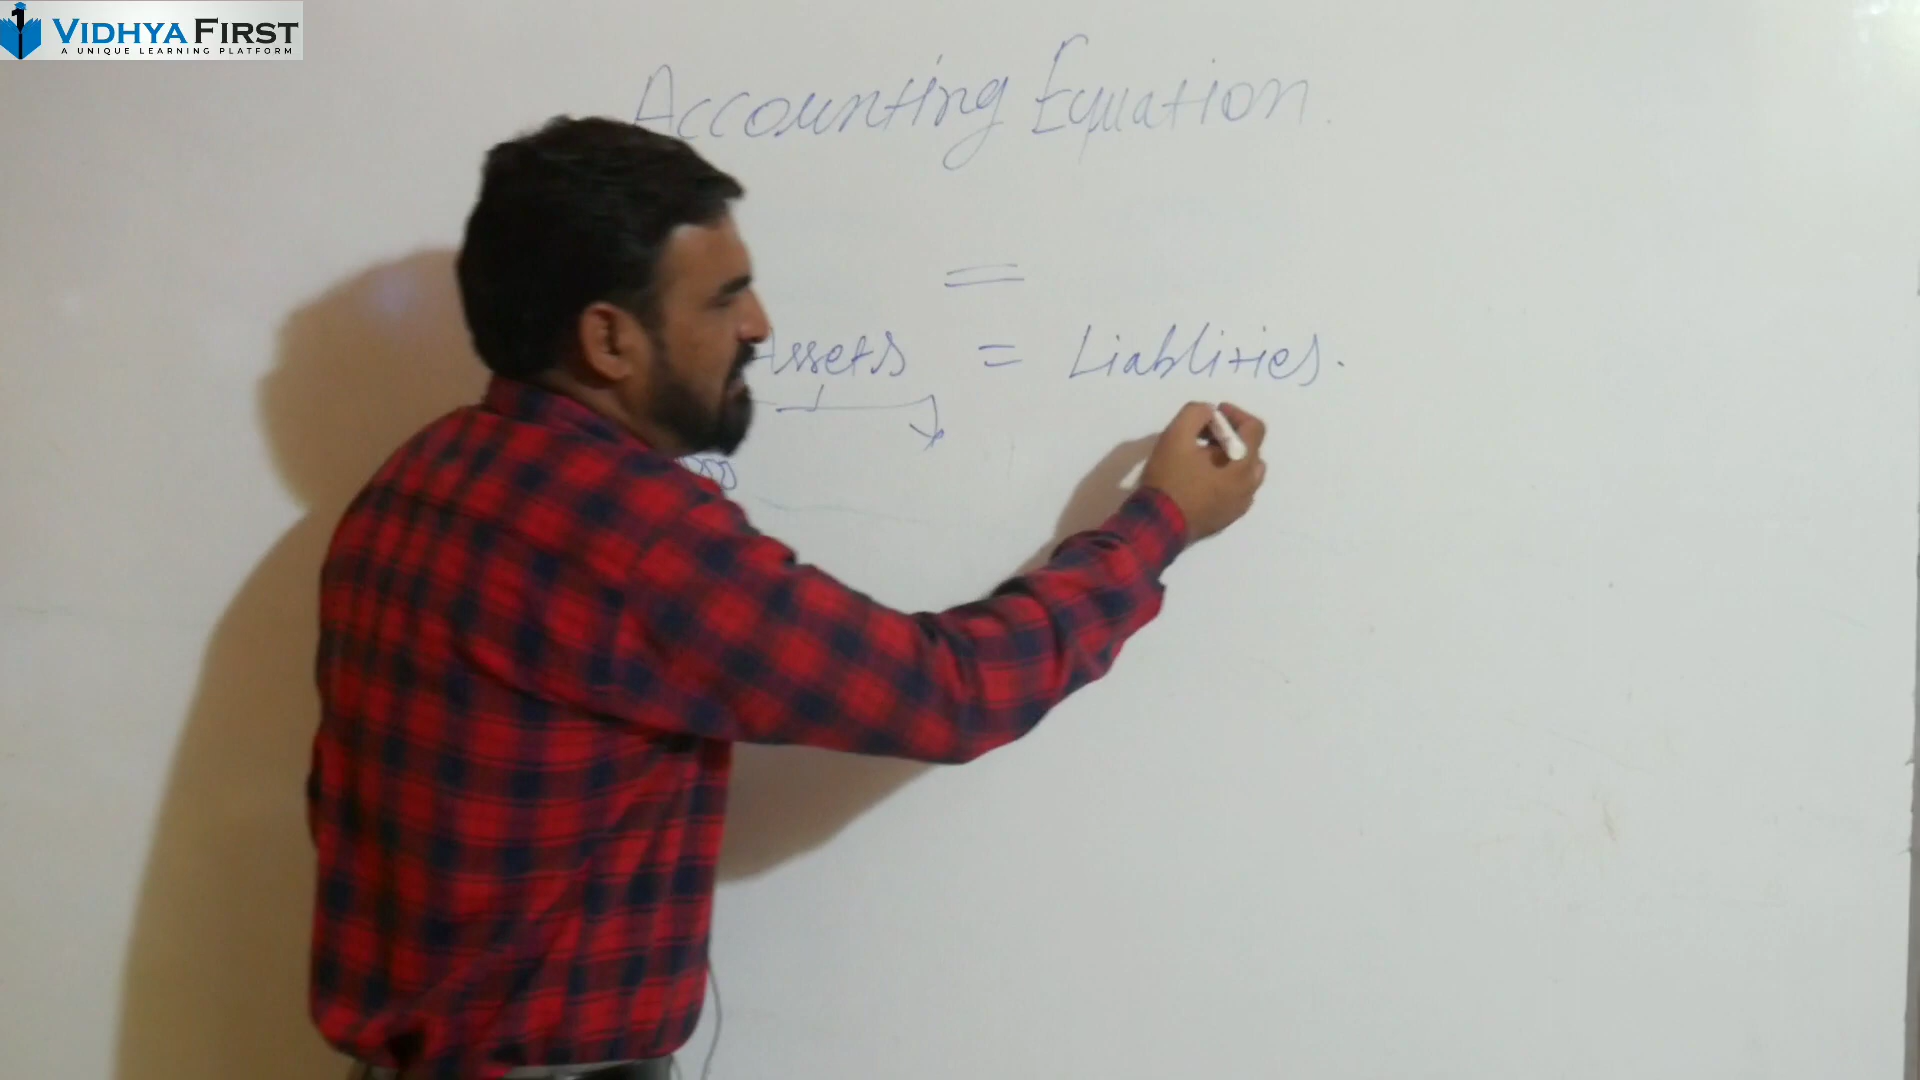 VIDHYA FIRST
A UNIQUE LEARNING PLATFORM
Accounting Equation.
=
Assets = Liablities.